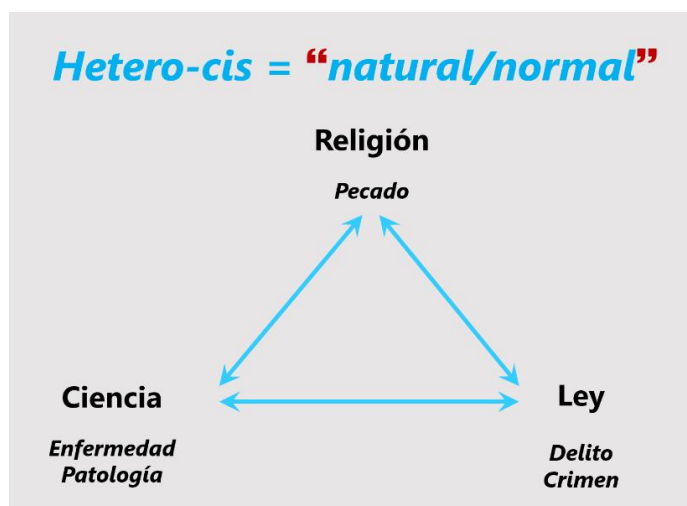 Hetero-cis = “natural/normal”
Religión
Pecado
Ciencia
Enfermedad
Patología
Ley
Delito
Crimen